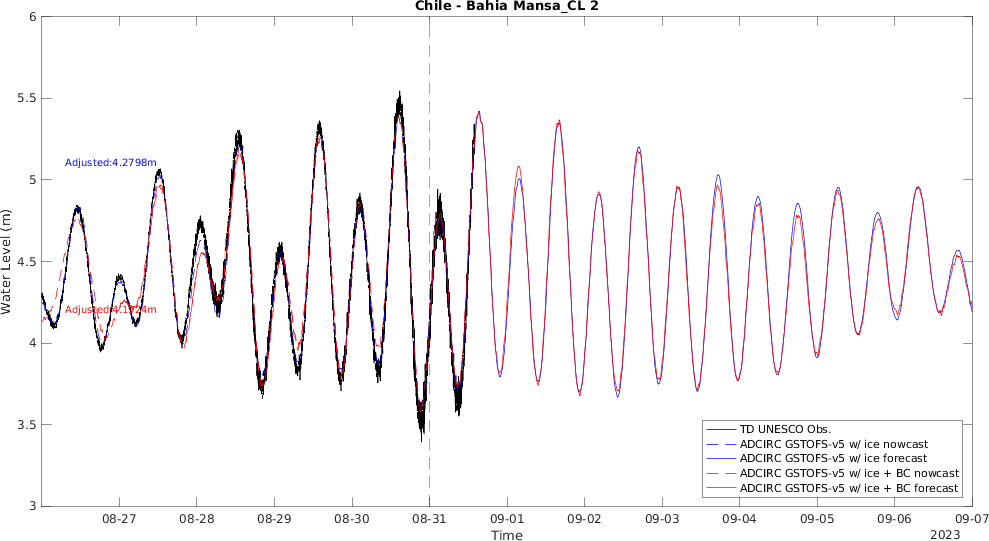 Chile - Bahia Mansa_CL 2
6
5.5
5
4.5
4
3.5
3
Water Level (m)
Adjusted:4.2798m
Adjusted:4.1924m
TD UNESCO Obs.
ADCIRC GSTOFS-v5 w/ ice nowcast
ADCIRC GSTOFS-v5 w/ ice forecast
ADCIRC GSTOFS-v5 w/ ice + BC nowcast
ADCIRC GSTOFS-v5 w/ ice + BC forecast
08-27 08-28 08-29 08-30 08-31 09-01 09-02 09-03 09-04 09-05 09-06 09-07
Time
2023